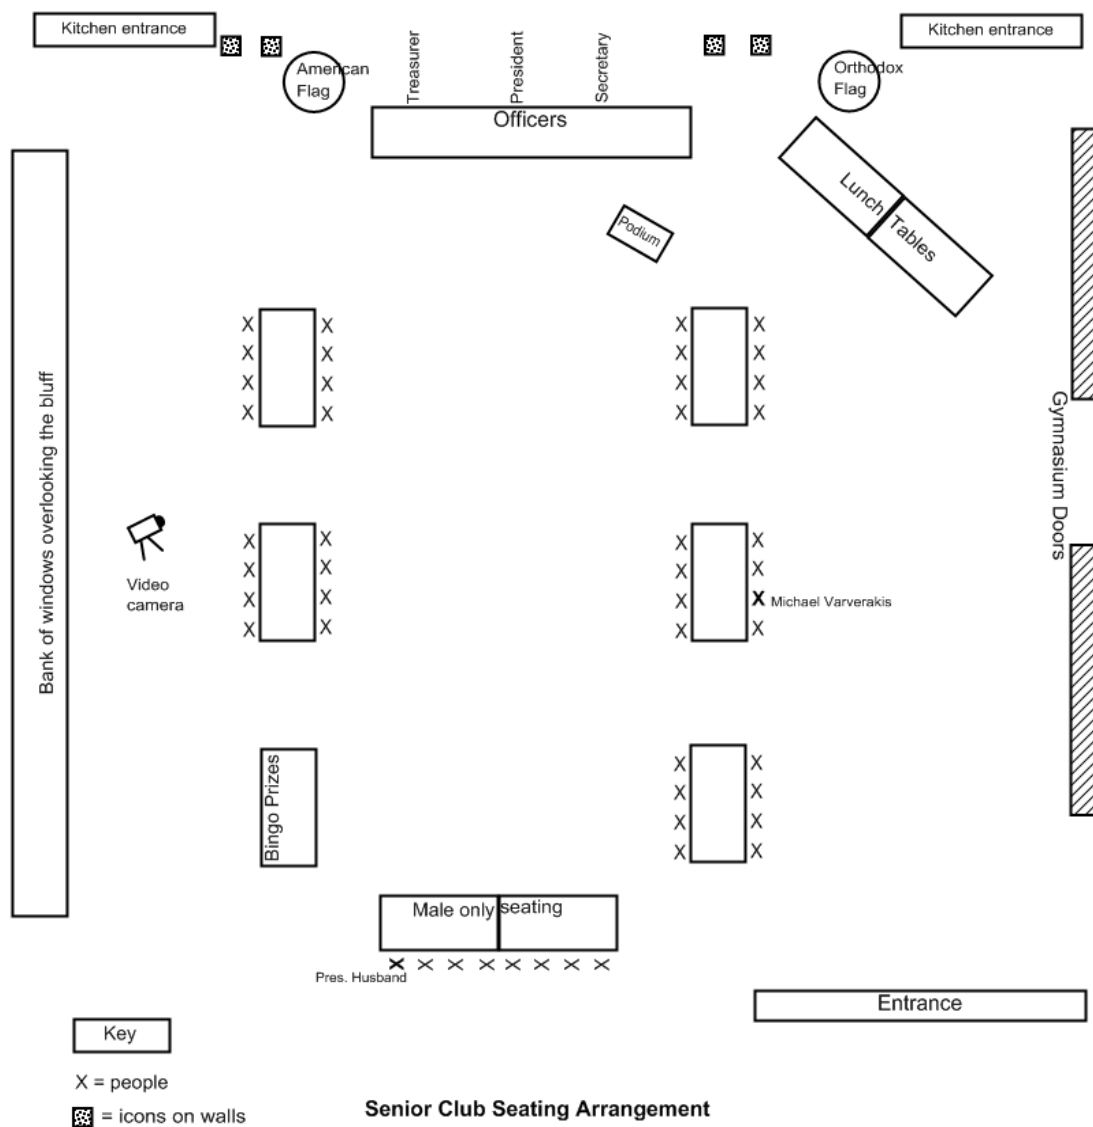 Kitchen entrance
Kitchen entrance
American
Flag
Treasurer
President
Secretary
Orthodox
Flag
Officers
Lunch Tables
Podium
Bank of windows overlooking the bluff
Gymnasium Doors
X X X X
X X X X
X X X X
X X X X
Video
camera
X X X X
X X X X
X X X X Michael Varverakis
X X X X
Bingo Prizes
X X
X X
X X
X X
Male only seating
X X X X X X X X
Pres. Husband
Entrance
Key
X = people
= icons on walls
Senior Club Seating Arrangement